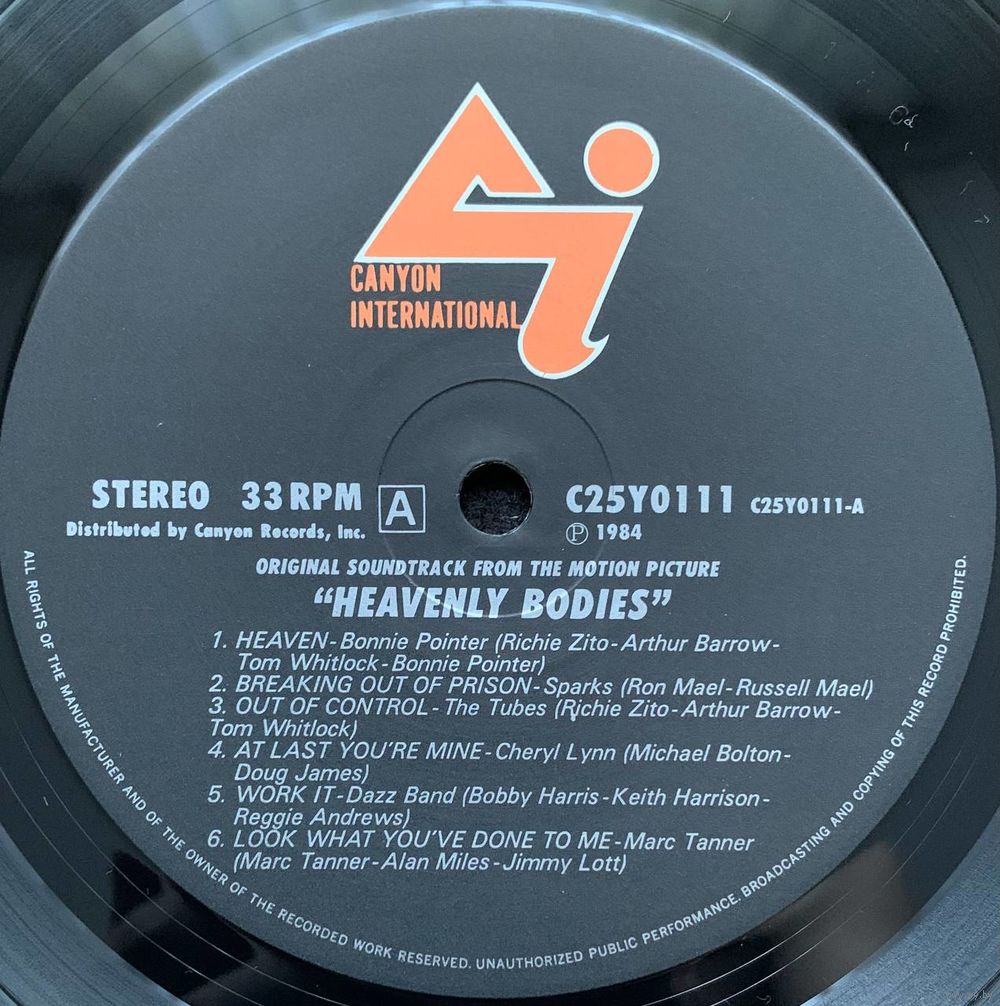 CANYON
INTERNATIONAL
STEREO 33 RPM A C25Y0111 C25Y0111-A
Distributed by Canyon Records, Inc. Ⓟ 1984
ORIGINAL SOUNDTRACK FROM THE MOTION PICTURE
“HEAVENLY BODIES”
1. HEAVEN-Bonnie Pointer (Richie Zito-Arthur Barrow-
Tom Whitlock-Bonnie Pointer)
2. BREAKING OUT OF PRISON-Sparks (Ron Mael-Russell Mael)
3. OUT OF CONTROL-The Tubes (Richie Zito-Arthur Barrow-
Tom Whitlock)
4. AT LAST YOU'RE MINE-Cheryl Lynn (Michael Bolton-
Doug James)
5. WORK IT-Dazz Band (Bobby Harris-Keith Harrison-
Reggie Andrews)
6. LOOK WHAT YOU'VE DONE TO ME-Marc Tanner
(Marc Tanner-Alan Miles-Jimmy Lott)
ALL RIGHTS OF THE MANUFACTURER AND OF THE OWNER OF THE RECORDED WORK RESERVED. UNAUTHORIZED PUBLIC PERFORMANCE. BROADCASTING AND COPYING OF THIS RECORD PROHIBITED.